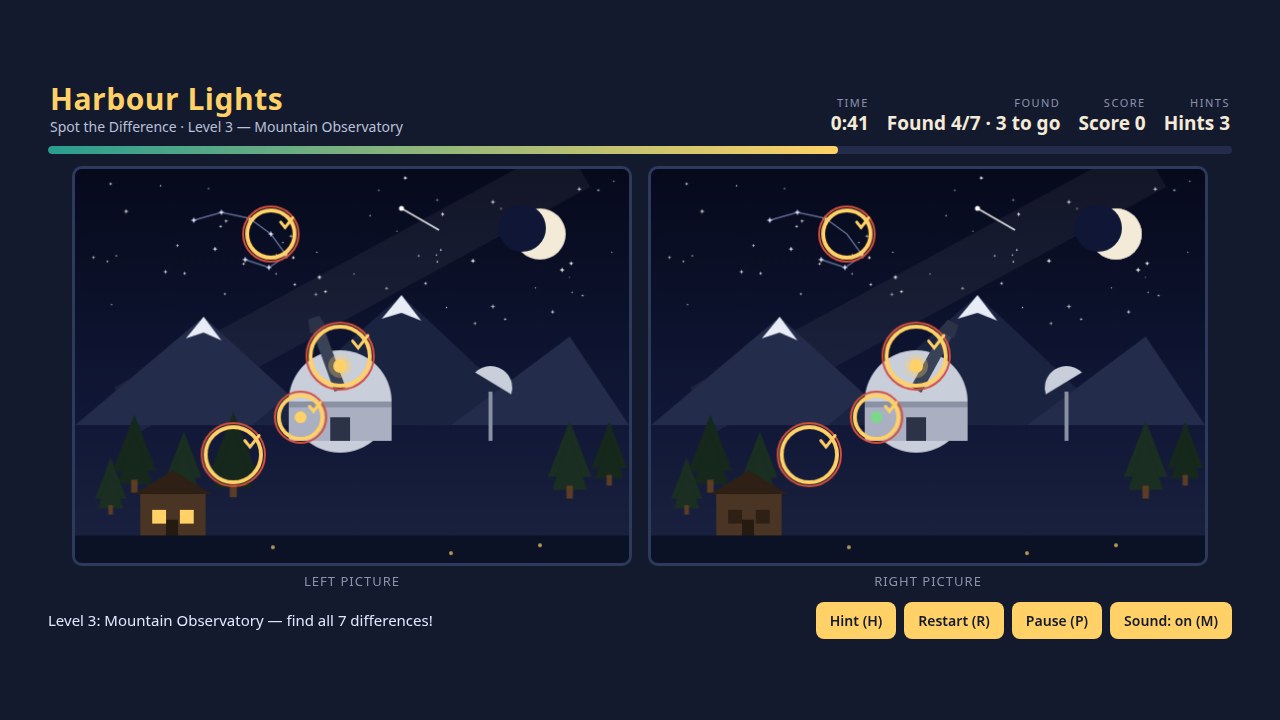 Harbour Lights
Spot the Difference · Level 3 — Mountain Observatory
TIME
0:41
FOUND
Found 4/7 · 3 to go
SCORE
Score 0
HINTS
Hints 3
LEFT PICTURE
RIGHT PICTURE
Level 3: Mountain Observatory — find all 7 differences!
Hint (H)
Restart (R)
Pause (P)
Sound: on (M)